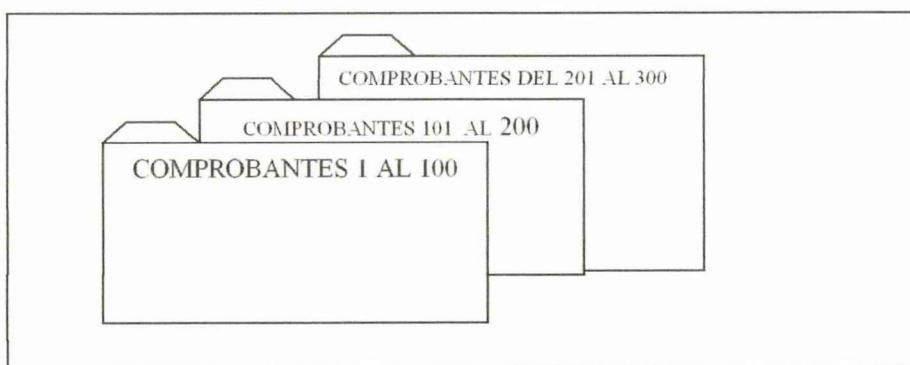 COMPROBANTES DEL 201 AL 300
COMPROBANTES 101 AL 200
COMPROBANTES 1 AL 100